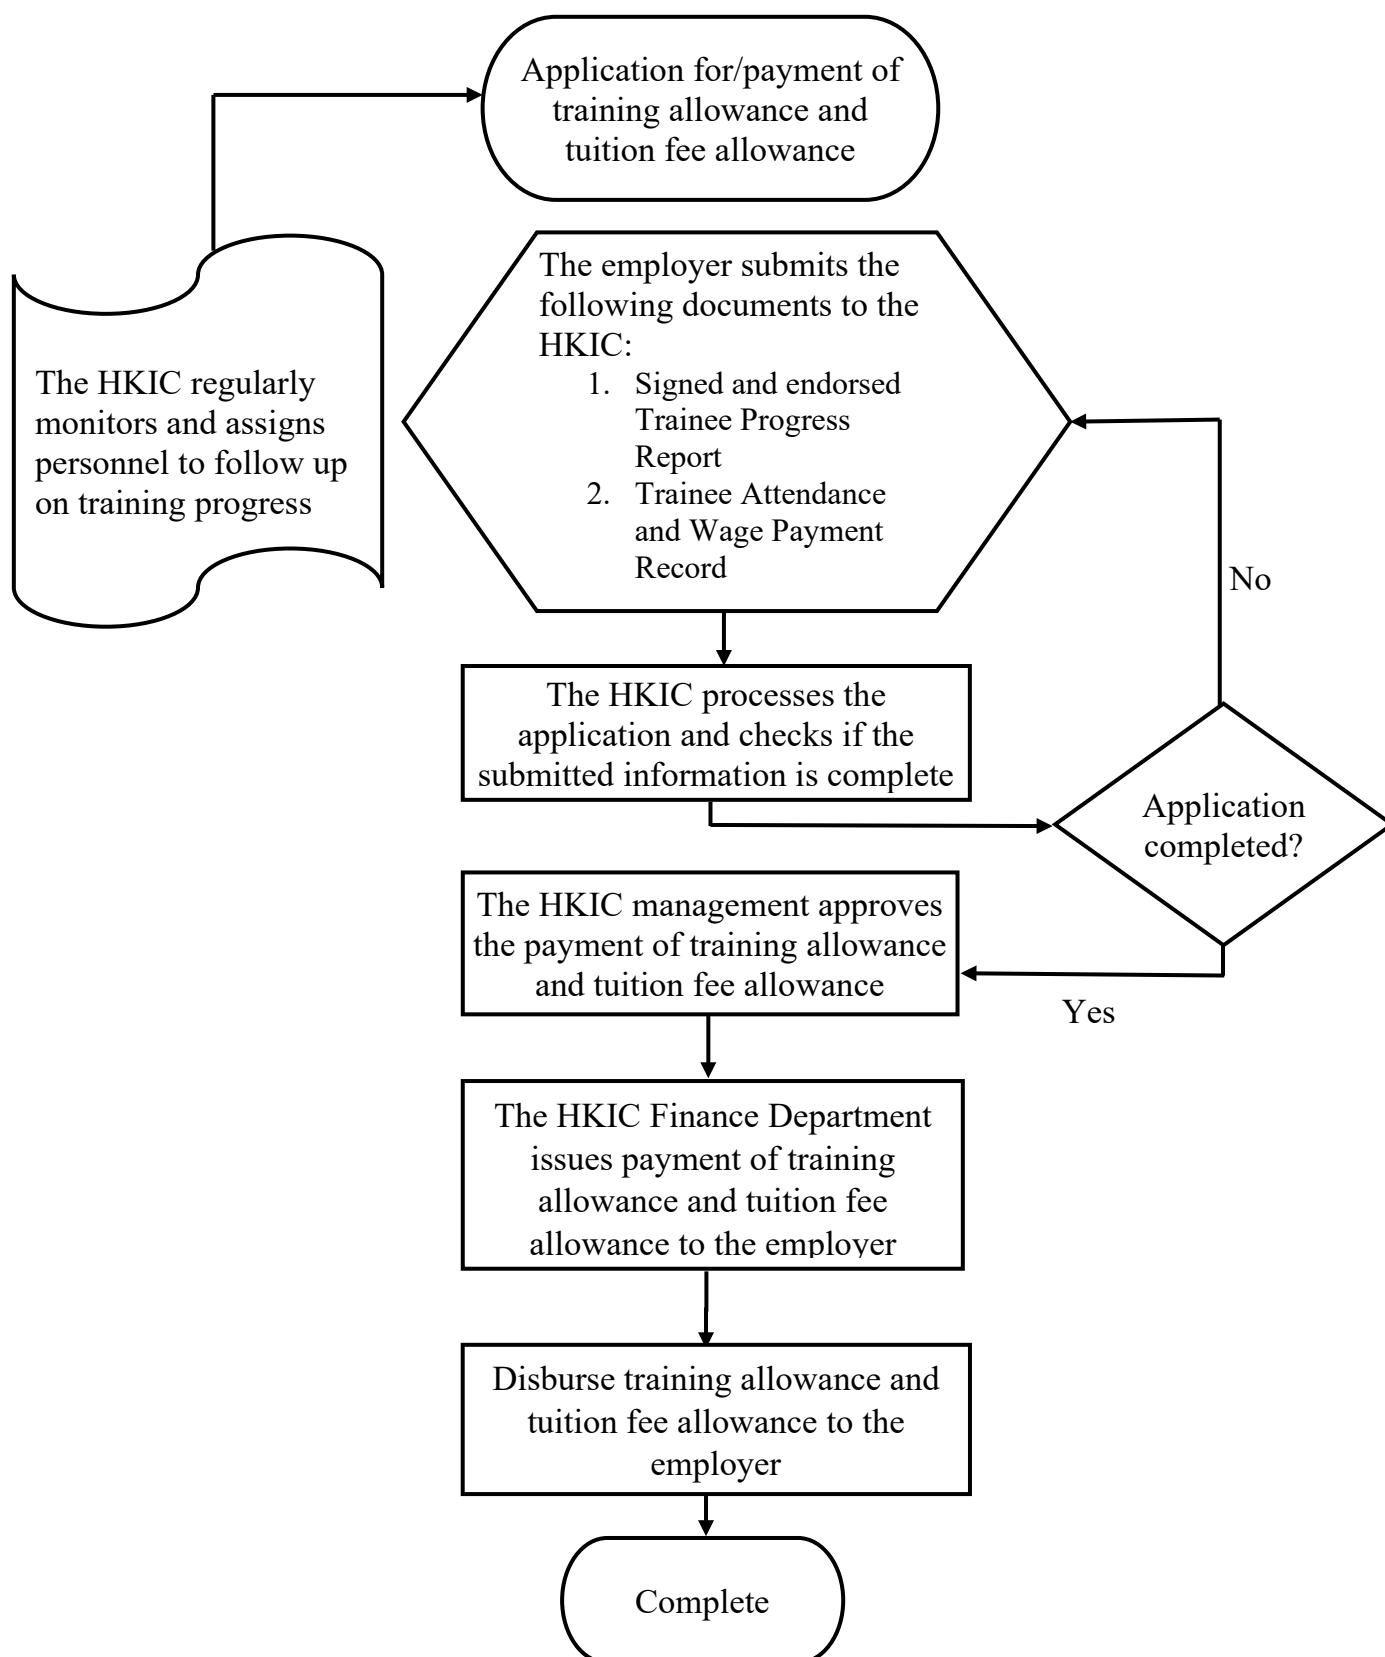 Application for/payment of
training allowance and
tuition fee allowance
The HKIC regularly
monitors and assigns
personnel to follow up
on training progress
The employer submits the
following documents to the
HKIC:
1. Signed and endorsed
Trainee Progress
Report
2. Trainee Attendance
and Wage Payment
Record
No
The HKIC processes the
application and checks if the
submitted information is complete
Application
completed?
The HKIC management approves
the payment of training allowance
and tuition fee allowance
Yes
The HKIC Finance Department
issues payment of training
allowance and tuition fee
allowance to the employer
Disburse training allowance and
tuition fee allowance to the
employer
Complete